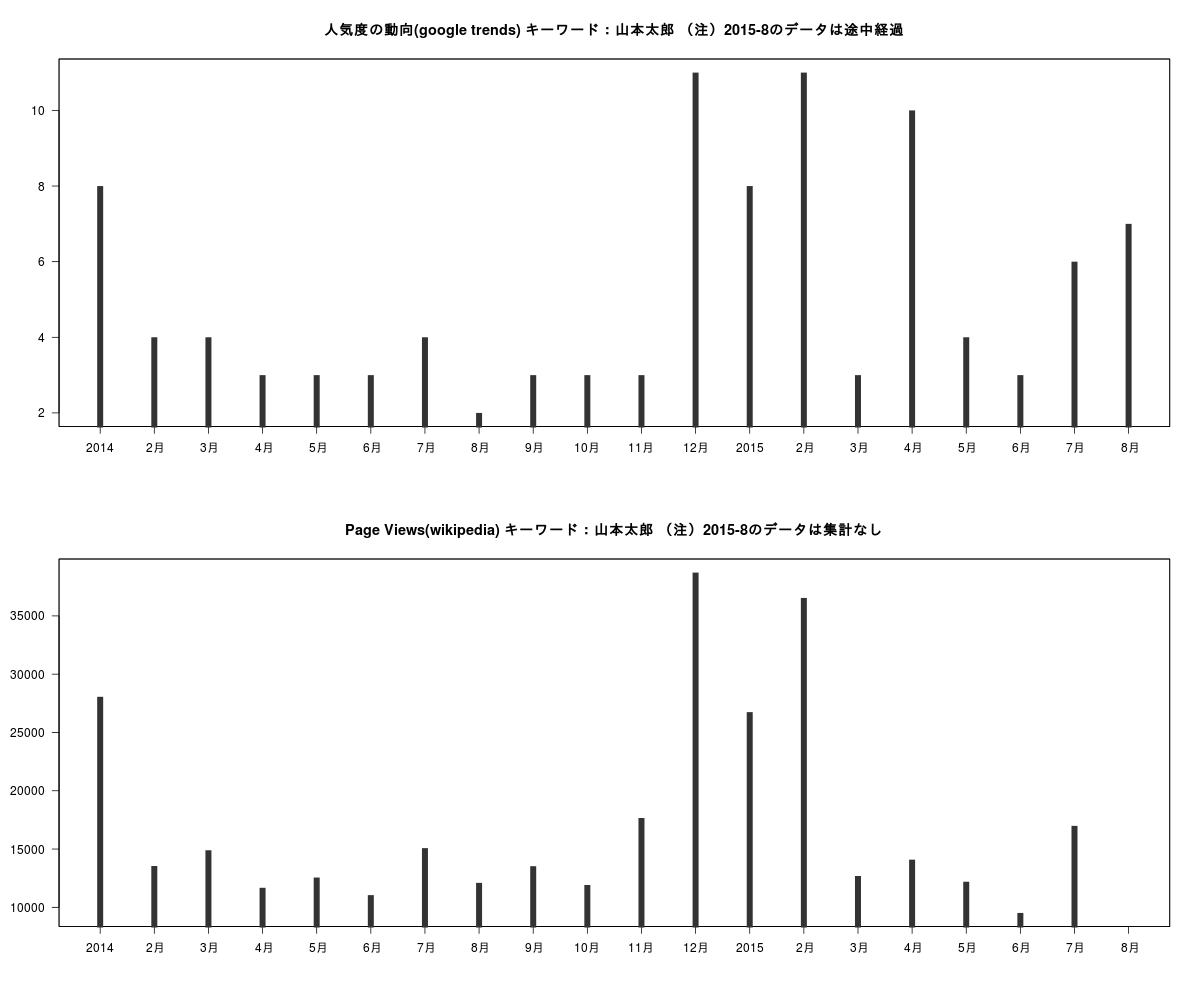 人気度の動向(google trends) キーワード：山本太郎 （注）2015-8のデータは途中経過
10
8
6
4
2
2014 2月 3月 4月 5月 6月 7月 8月 9月 10月 11月 12月 2015 2月 3月 4月 5月 6月 7月 8月
Page Views(wikipedia) キーワード：山本太郎 （注）2015-8のデータは集計なし
35000
30000
25000
20000
15000
10000
2014 2月 3月 4月 5月 6月 7月 8月 9月 10月 11月 12月 2015 2月 3月 4月 5月 6月 7月 8月